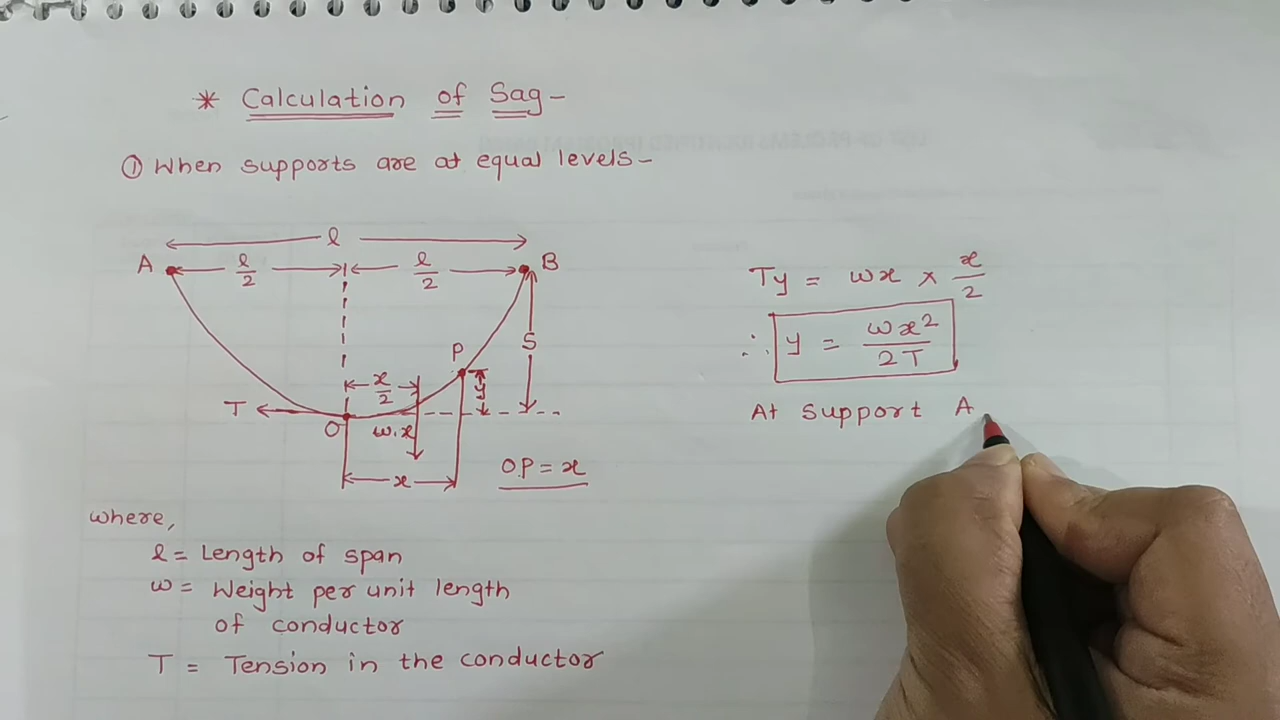 * Calculation of Sag -
① When supports are at equal levels -
l
A l/2 l/2 B
S
P
x/2 y
T
O w.x
x
OP = x
where,
l = Length of span
w = Weight per unit length
of conductor
T = Tension in the conductor
Ty = wx × x/2
∴ y = wx²/2T
At support A